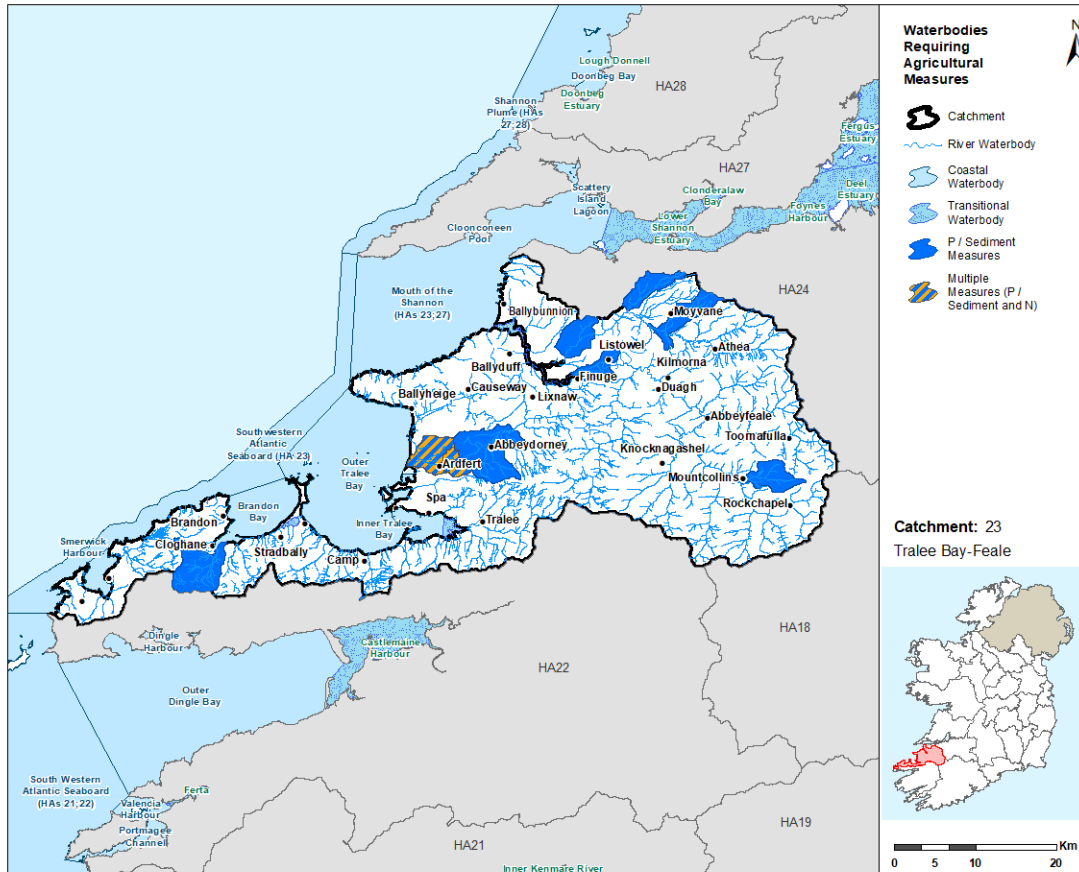 Lough Donnell
Doonbeg Bay
Doonbeg
Estuary
HA28
Shannon
Plume (HAs
27;28)
Fergus
Estuary
HA27
Scattery
Island
Lagoon
Clonderalaw
Bay
Deel
Estuary
Foynes
Harbour
Lower
Shannon
Estuary
Cloonconeen
Pool
HA24
Mouth of the
Shannon
(HAs 23;27)
Ballybunnion
Moyvane
Listowel
Athea
Ballyduff
Kilmorna
Finuge
Ballyheige
Causeway
Lixnaw
Duagh
Abbeyfeale
Southwestern
Atlantic
Seaboard (HA 23)
Toornafulla
Abbeydorney
Outer
Tralee
Bay
Ardfert
Knocknagashel
Mountcollins
Spa
Rockchapel
Brandon
Bay
Brandon
Inner Tralee
Bay
Tralee
Smerwick
Harbour
Cloghane
Stradbally
Camp
Dingle
Harbour
Castlemaine
Harbour
HA18
HA22
Outer
Dingle Bay
South Western
Atlantic Seaboard
(HAs 21;22)
Ferta
Valencia
Harbour
Portmagee
Channel
HA19
HA21
Inner Kenmare River
Waterbodies
Requiring
Agricultural
Measures
N
Catchment
River Waterbody
Coastal
Waterbody
Transitional
Waterbody
P / Sediment
Measures
Multiple
Measures (P /
Sediment and N)
Catchment: 23
Tralee Bay-Feale
Km
0 5 10 20